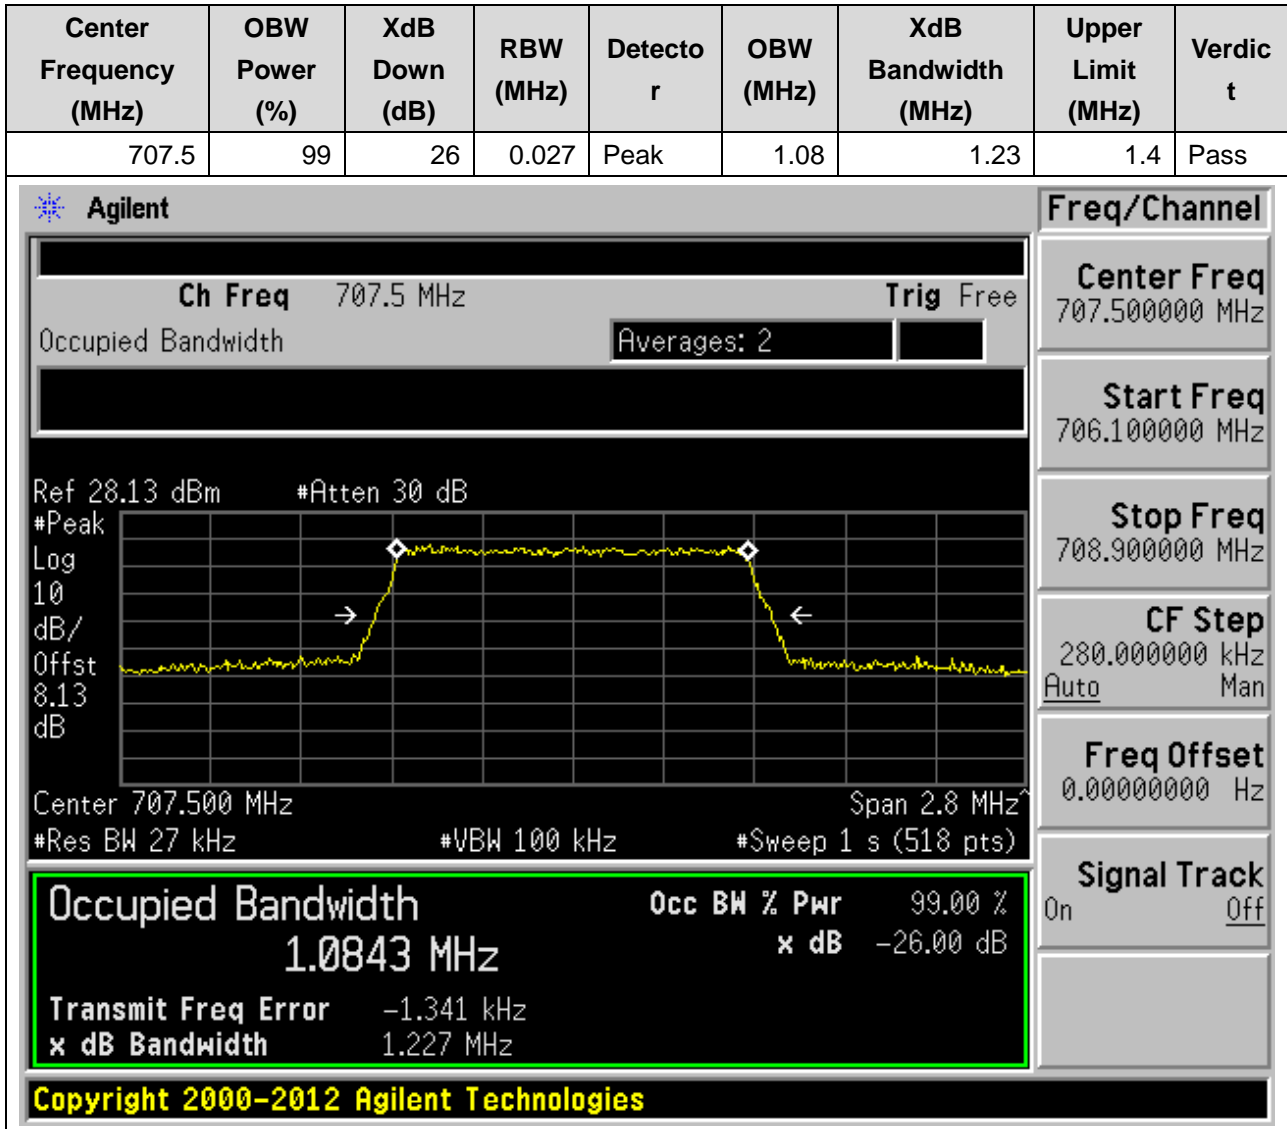 Center Frequency (MHz) OBW Power (%) XdB Down (dB) RBW (MHz) Detecto r OBW (MHz) XdB Bandwidth (MHz) Upper Limit (MHz) Verdic t
707.5 99 26 0.027 Peak 1.08 1.23 1.4 Pass
Agilent
Ch Freq 707.5 MHz Trig Free
Occupied Bandwidth Averages: 2
Ref 28.13 dBm #Atten 30 dB
#Peak
Log
10
dB/
Offst
8.13
dB
Center 707.500 MHz Span 2.8 MHz^
#Res BW 27 kHz #VBW 100 kHz #Sweep 1 s (518 pts)
Occupied Bandwidth Occ BW % Pwr 99.00 %
1.0843 MHz x dB -26.00 dB
Transmit Freq Error -1.341 kHz
x dB Bandwidth 1.227 MHz
Freq/Channel
Center Freq
707.500000 MHz
Start Freq
706.100000 MHz
Stop Freq
708.900000 MHz
CF Step
280.000000 kHz
Auto Man
Freq Offset
0.00000000 Hz
Signal Track
On Off
Copyright 2000-2012 Agilent Technologies